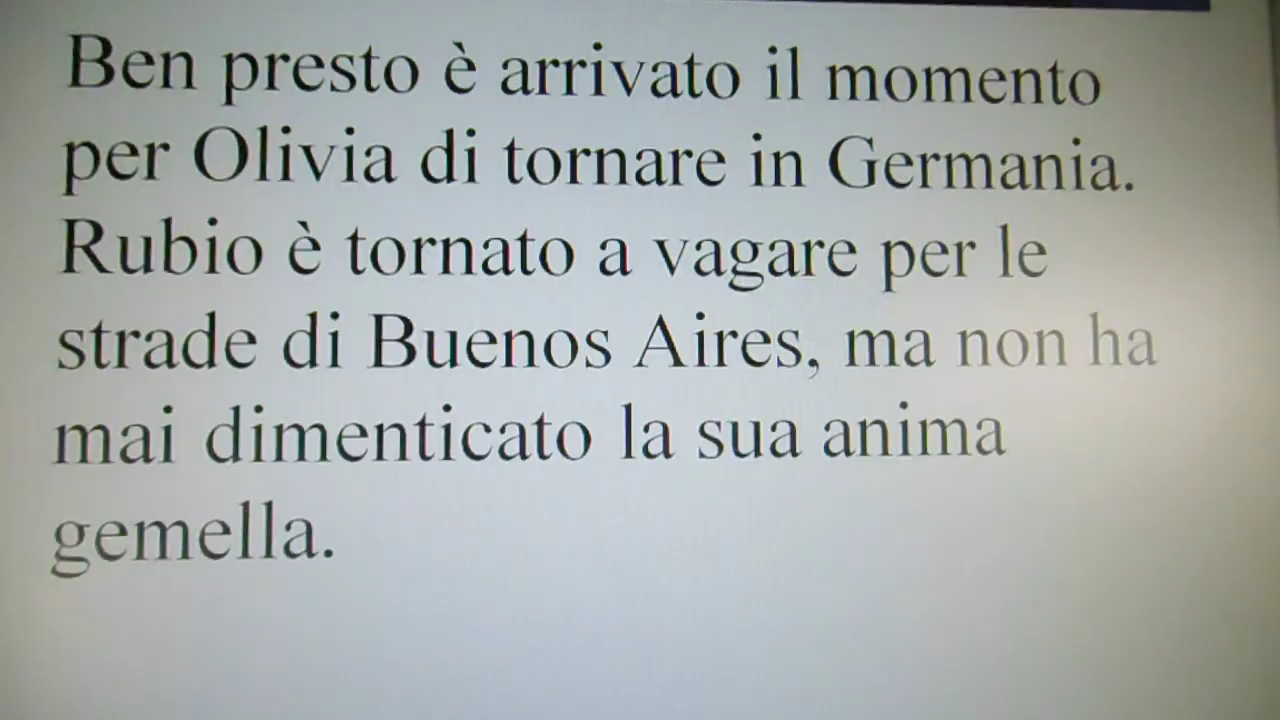 Ben presto è arrivato il momento
per Olivia di tornare in Germania.
Rubio è tornato a vagare per le
strade di Buenos Aires, ma non ha
mai dimenticato la sua anima
gemella.